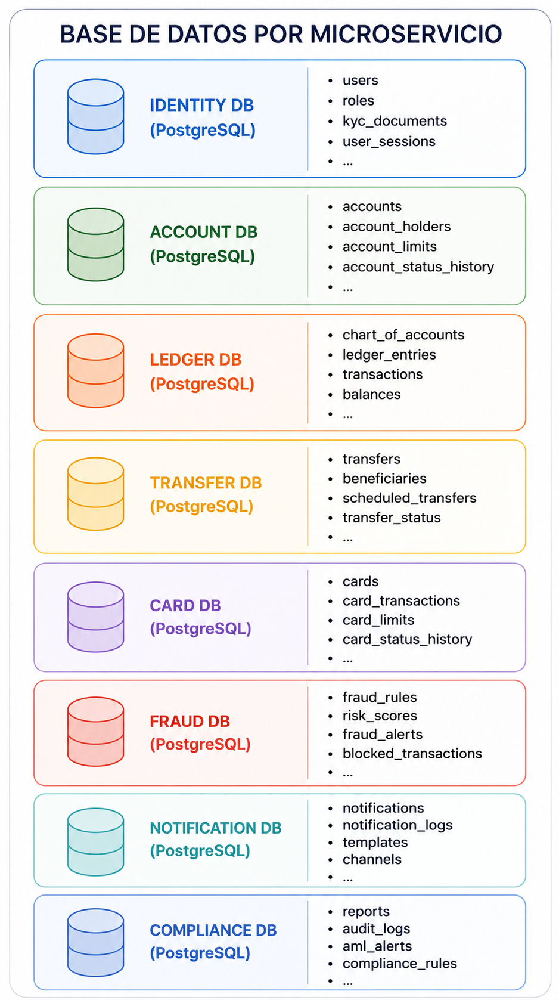 BASE DE DATOS POR MICROSERVICIO
IDENTITY DB
(PostgreSQL)
• users
• roles
• kyc_documents
• user_sessions
• ...
ACCOUNT DB
(PostgreSQL)
• accounts
• account_holders
• account_limits
• account_status_history
• ...
LEDGER DB
(PostgreSQL)
• chart_of_accounts
• ledger_entries
• transactions
• balances
• ...
TRANSFER DB
(PostgreSQL)
• transfers
• beneficiaries
• scheduled_transfers
• transfer_status
• ...
CARD DB
(PostgreSQL)
• cards
• card_transactions
• card_limits
• card_status_history
• ...
FRAUD DB
(PostgreSQL)
• fraud_rules
• risk_scores
• fraud_alerts
• blocked_transactions
• ...
NOTIFICATION DB
(PostgreSQL)
• notifications
• notification_logs
• templates
• channels
• ...
COMPLIANCE DB
(PostgreSQL)
• reports
• audit_logs
• aml_alerts
• compliance_rules
• ...